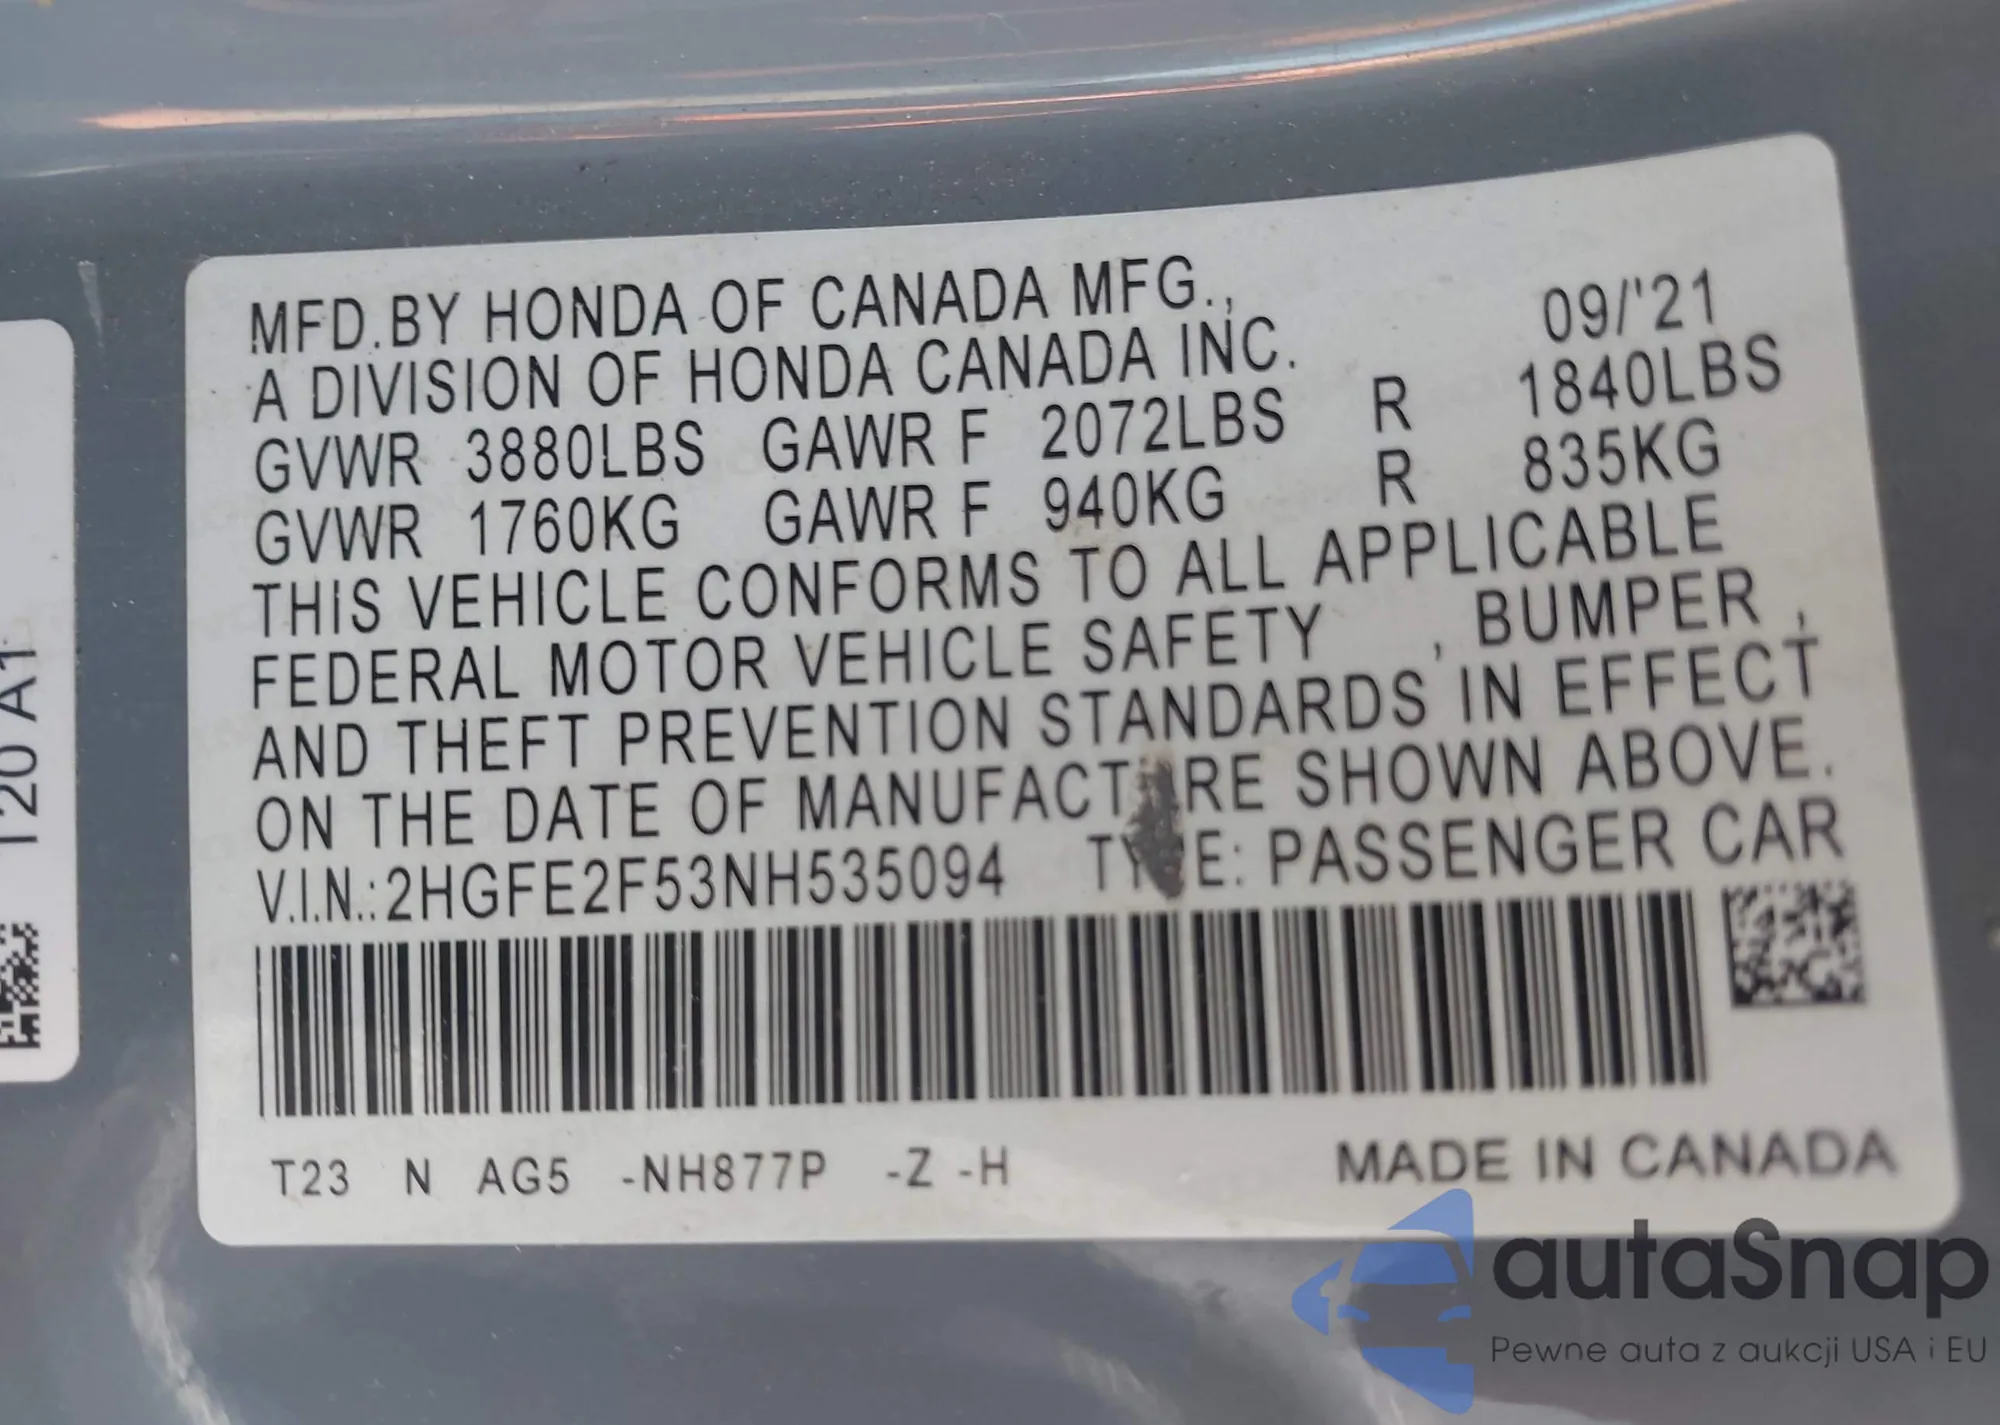 MFD.BY HONDA OF CANADA MFG.,
09/'21
A DIVISION OF HONDA CANADA INC.
GVWR 3880LBS GAWR F 2072LBS R 1840LBS
GVWR 1760KG GAWR F 940KG R 835KG
THIS VEHICLE CONFORMS TO ALL APPLICABLE
FEDERAL MOTOR VEHICLE SAFETY , BUMPER ,
AND THEFT PREVENTION STANDARDS IN EFFECT
ON THE DATE OF MANUFACTURE SHOWN ABOVE.
V.I.N.:2HGFE2F53NH535094 TYPE: PASSENGER CAR
T23 N AG5 -NH877P -Z -H
MADE IN CANADA
T20 A1
autaSnap
Pewne auta z aukcji USA i EU